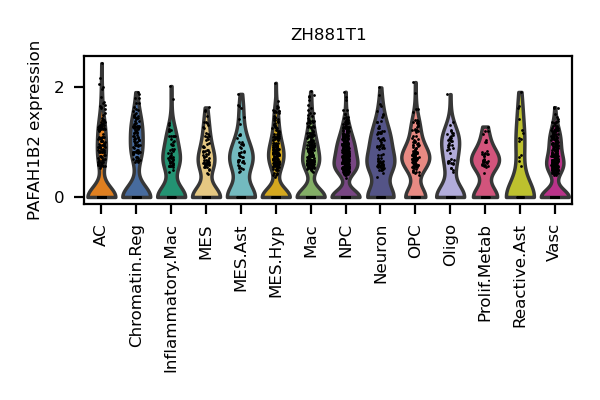 ZH881T1
PAFAH1B2 expression
2
0
AC
Chromatin.Reg
Inflammatory.Mac
MES
MES.Ast
MES.Hyp
Mac
NPC
Neuron
OPC
Oligo
Prolif.Metab
Reactive.Ast
Vasc